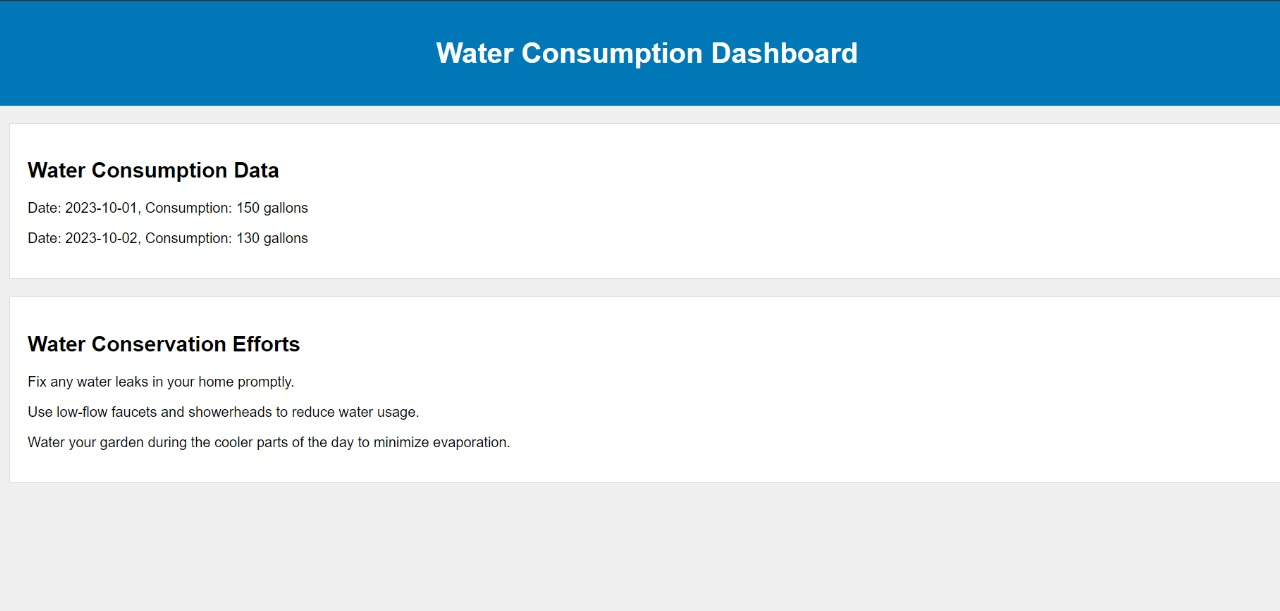 Water Consumption Dashboard
Water Consumption Data
Date: 2023-10-01, Consumption: 150 gallons
Date: 2023-10-02, Consumption: 130 gallons
Water Conservation Efforts
Fix any water leaks in your home promptly.
Use low-flow faucets and showerheads to reduce water usage.
Water your garden during the cooler parts of the day to minimize evaporation.